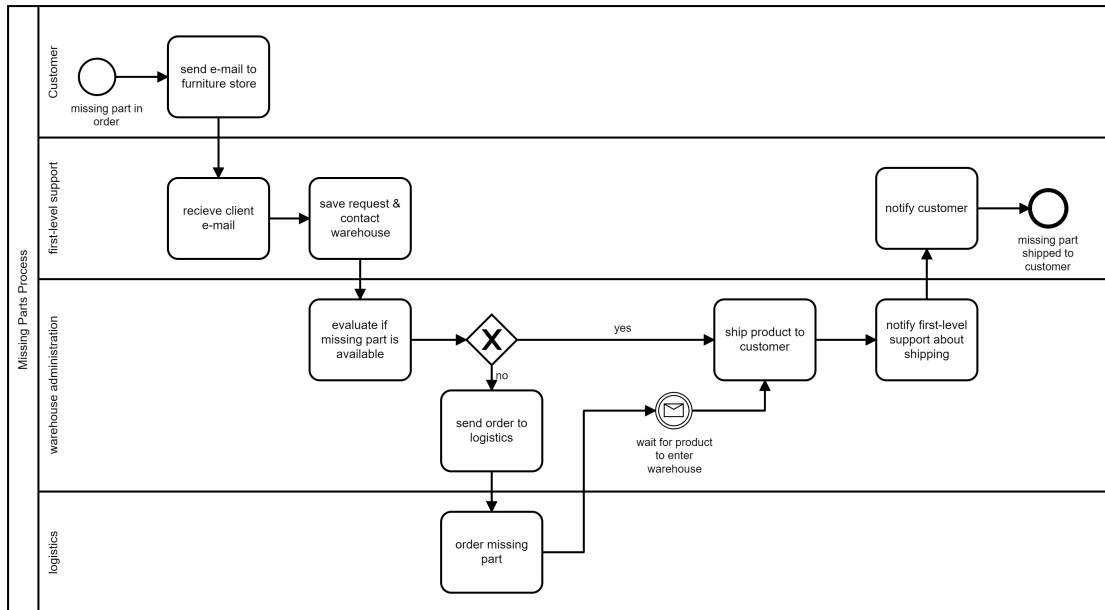 Missing Parts Process
Customer
missing part in
order
send e-mail to
furniture store
first-level support
recieve client
e-mail
save request &
contact
warehouse
notify customer
missing part
shipped to
customer
warehouse administration
evaluate if
missing part is
available
yes
no
send order to
logistics
wait for product
to enter
warehouse
ship product to
customer
notify first-level
support about
shipping
logistics
order missing
part